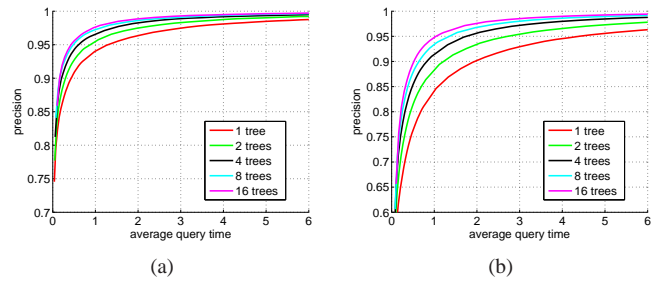 1
0.95
0.9
0.85
0.8
0.75
0.7
precision
0 1 2 3 4 5 6
average query time
1 tree
2 trees
4 trees
8 trees
16 trees
(a)
1
0.95
0.9
0.85
0.8
0.75
0.7
0.65
0.6
precision
0 1 2 3 4 5 6
average query time
1 tree
2 trees
4 trees
8 trees
16 trees
(b)